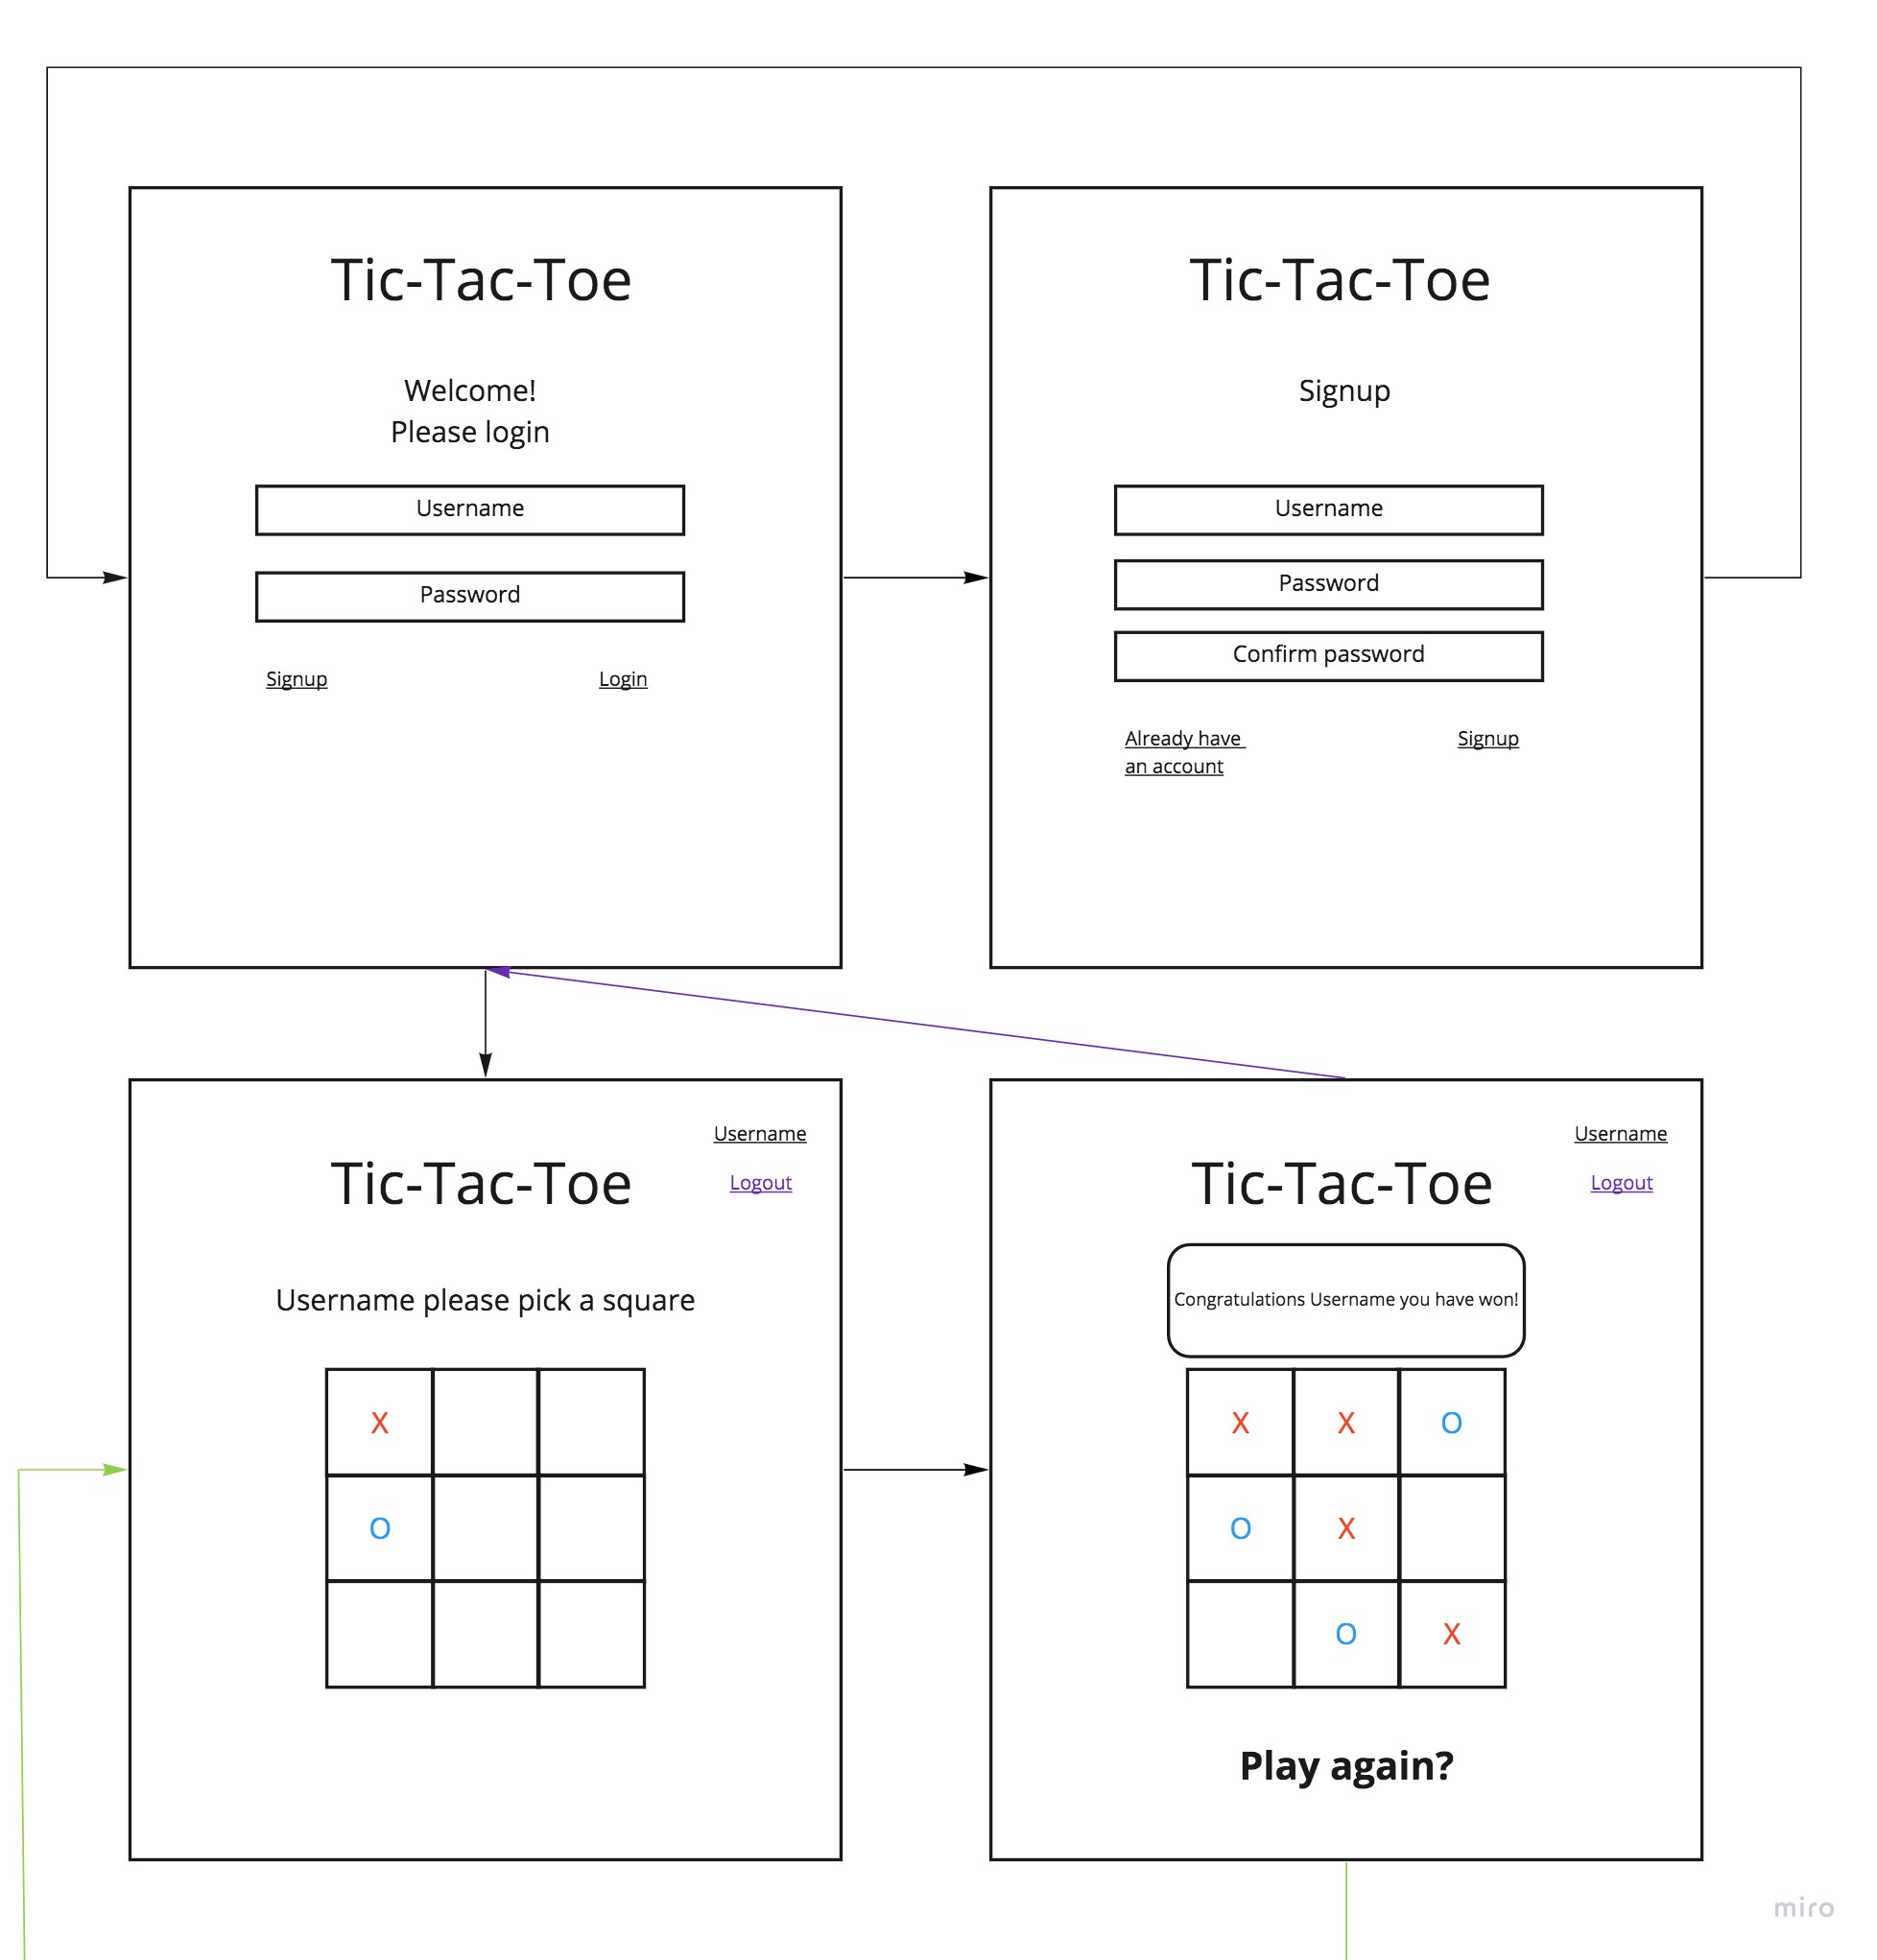 Tic-Tac-Toe
Welcome!
Please login
Username
Password
Signup
Login
Tic-Tac-Toe
Signup
Username
Password
Confirm password
Already have
an account
Signup
Username
Tic-Tac-Toe
Logout
Username please pick a square
X
O
Username
Tic-Tac-Toe
Logout
Congratulations Username you have won!
X X O
O X
O X
Play again?
miro